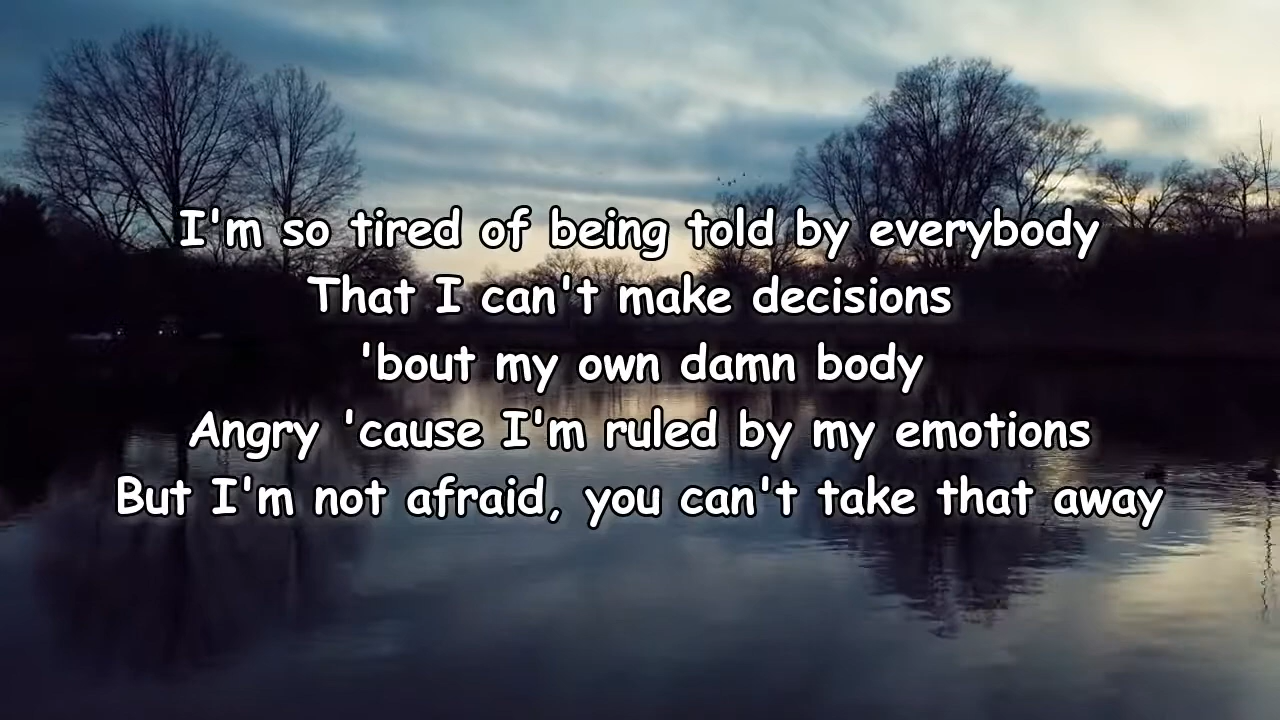 I'm so tired of being told by everybody
That I can't make decisions
'bout my own damn body
Angry 'cause I'm ruled by my emotions
But I'm not afraid, you can't take that away